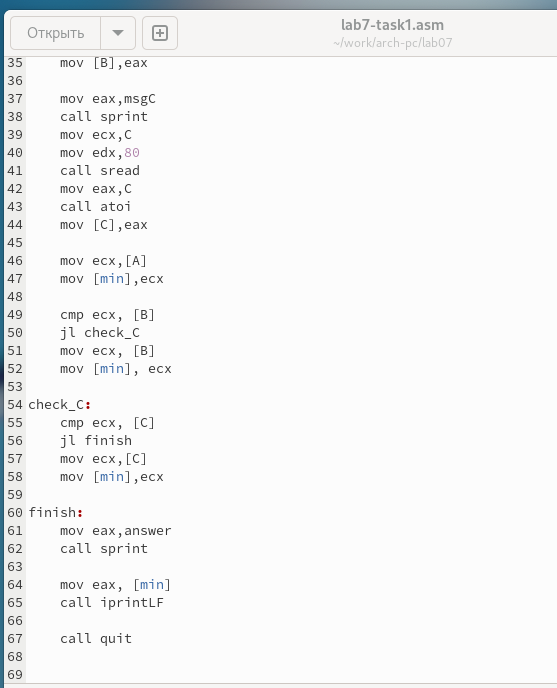 Открыть
lab7-task1.asm
~/work/arch-pc/lab07
35 mov [B],eax
36
37 mov eax,msgC
38 call sprint
39 mov ecx,C
40 mov edx,80
41 call sread
42 mov eax,C
43 call atoi
44 mov [C],eax
45
46 mov ecx,[A]
47 mov [min],ecx
48
49 cmp ecx, [B]
50 jl check_C
51 mov ecx, [B]
52 mov [min], ecx
53
54 check_C:
55 cmp ecx, [C]
56 jl finish
57 mov ecx,[C]
58 mov [min],ecx
59
60 finish:
61 mov eax,answer
62 call sprint
63
64 mov eax, [min]
65 call iprintLF
66
67 call quit
68
69